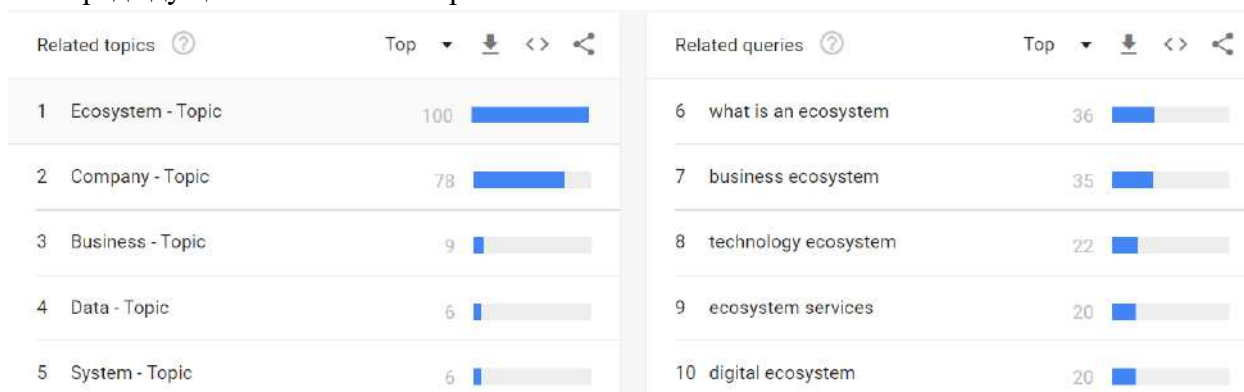 Related topics Top
1 Ecosystem - Topic 100
2 Company - Topic 78
3 Business - Topic 9
4 Data - Topic 6
5 System - Topic 6
Related queries Top
6 what is an ecosystem 36
7 business ecosystem 35
8 technology ecosystem 22
9 ecosystem services 20
10 digital ecosystem 20